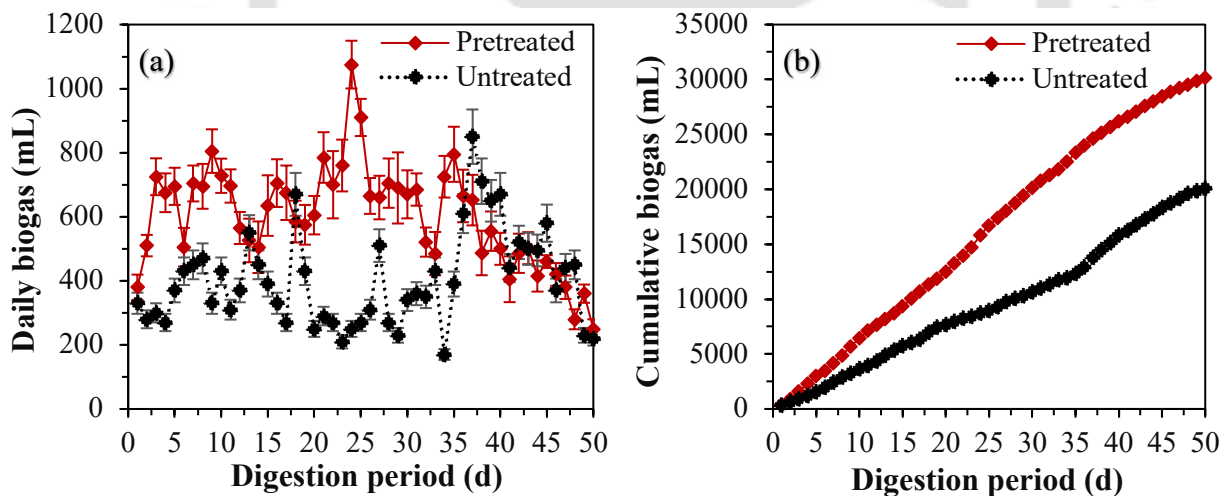 (a)
Pretreated
Untreated
Daily biogas (mL)
1200
1000
800
600
400
200
0
0 5 10 15 20 25 30 35 40 45 50
Digestion period (d)
(b)
Pretreated
Untreated
Cumulative biogas (mL)
35000
30000
25000
20000
15000
10000
5000
0
0 5 10 15 20 25 30 35 40 45 50
Digestion period (d)